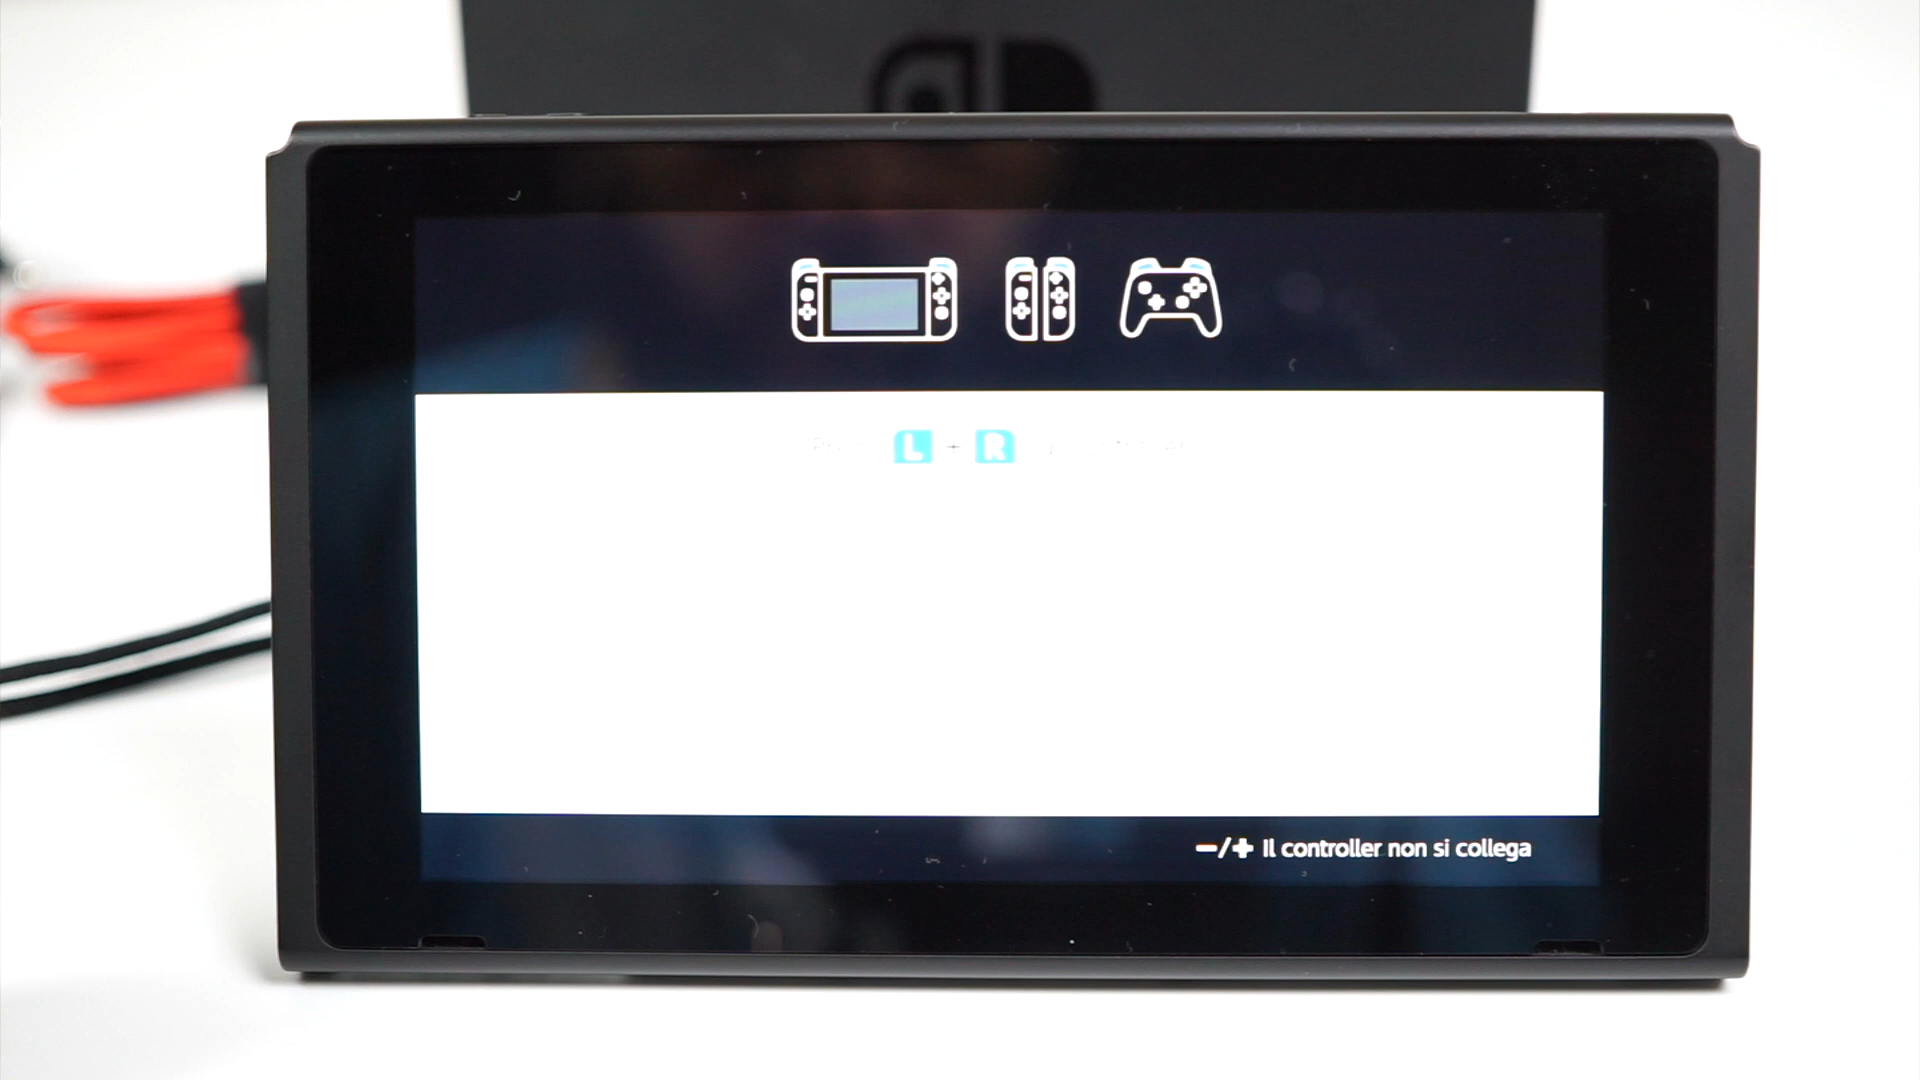 L + R
−/+ Il controller non si collega